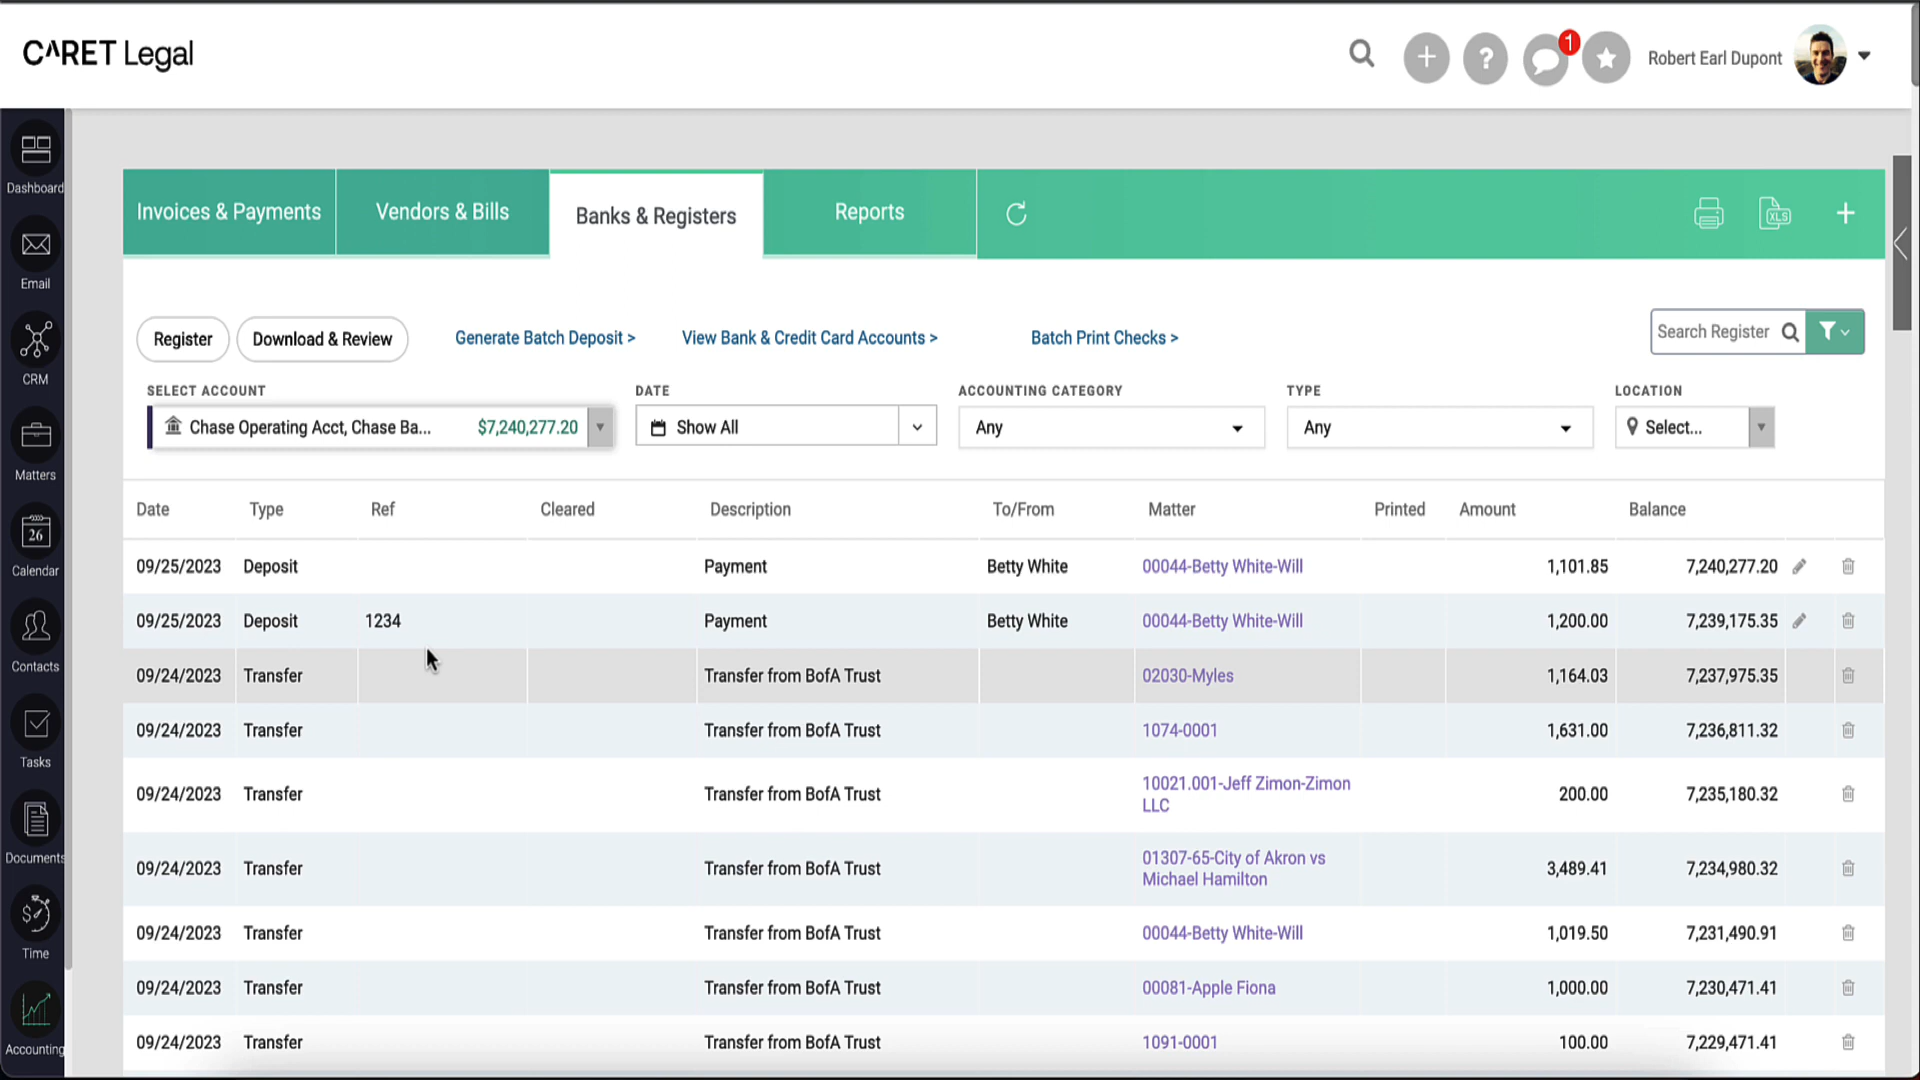 CARET Legal
1
Robert Earl Dupont
Dashboard
Email
CRM
Matters
26
Calendar
Contacts
Tasks
Documents
Time
Accounting
Invoices & Payments
Vendors & Bills
Banks & Registers
Reports
XLS
Register
Download & Review
Generate Batch Deposit >
View Bank & Credit Card Accounts >
Batch Print Checks >
Search Register
SELECT ACCOUNT
DATE
ACCOUNTING CATEGORY
TYPE
LOCATION
Chase Operating Acct, Chase Ba... $7,240,277.20
Show All
Any
Any
Select...
Date Type Ref Cleared Description To/From Matter Printed Amount Balance
09/25/2023 Deposit Payment Betty White 00044-Betty White-Will 1,101.85 7,240,277.20
09/25/2023 Deposit 1234 Payment Betty White 00044-Betty White-Will 1,200.00 7,239,175.35
09/24/2023 Transfer Transfer from BofA Trust 02030-Myles 1,164.03 7,237,975.35
09/24/2023 Transfer Transfer from BofA Trust 1074-0001 1,631.00 7,236,811.32
09/24/2023 Transfer Transfer from BofA Trust 10021.001-Jeff Zimon-Zimon 200.00 7,235,180.32
LLC
09/24/2023 Transfer Transfer from BofA Trust 01307-65-City of Akron vs 3,489.41 7,234,980.32
Michael Hamilton
09/24/2023 Transfer Transfer from BofA Trust 00044-Betty White-Will 1,019.50 7,231,490.91
09/24/2023 Transfer Transfer from BofA Trust 00081-Apple Fiona 1,000.00 7,230,471.41
09/24/2023 Transfer Transfer from BofA Trust 1091-0001 100.00 7,229,471.41